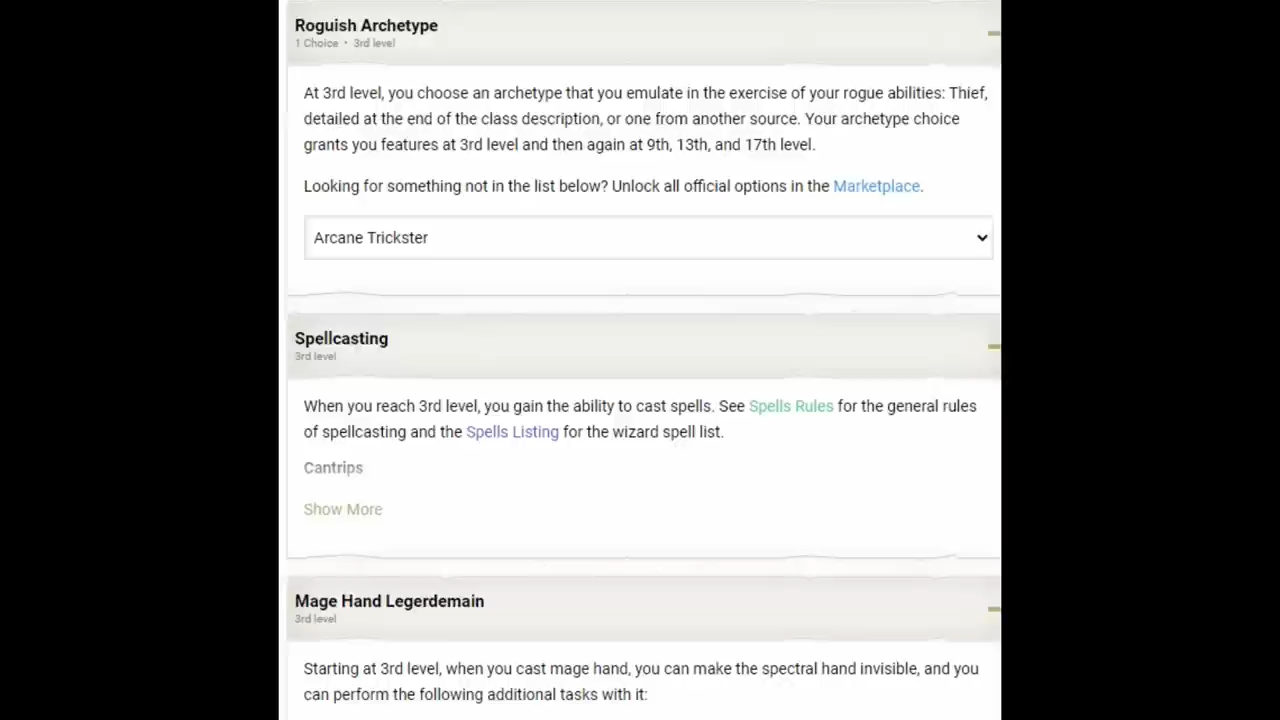 Roguish Archetype
1 Choice • 3rd level
At 3rd level, you choose an archetype that you emulate in the exercise of your rogue abilities: Thief,
detailed at the end of the class description, or one from another source. Your archetype choice
grants you features at 3rd level and then again at 9th, 13th, and 17th level.
Looking for something not in the list below? Unlock all official options in the Marketplace.
Arcane Trickster
Spellcasting
3rd level
When you reach 3rd level, you gain the ability to cast spells. See Spells Rules for the general rules
of spellcasting and the Spells Listing for the wizard spell list.
Cantrips
Show More
Mage Hand Legerdemain
3rd level
Starting at 3rd level, when you cast mage hand, you can make the spectral hand invisible, and you
can perform the following additional tasks with it: